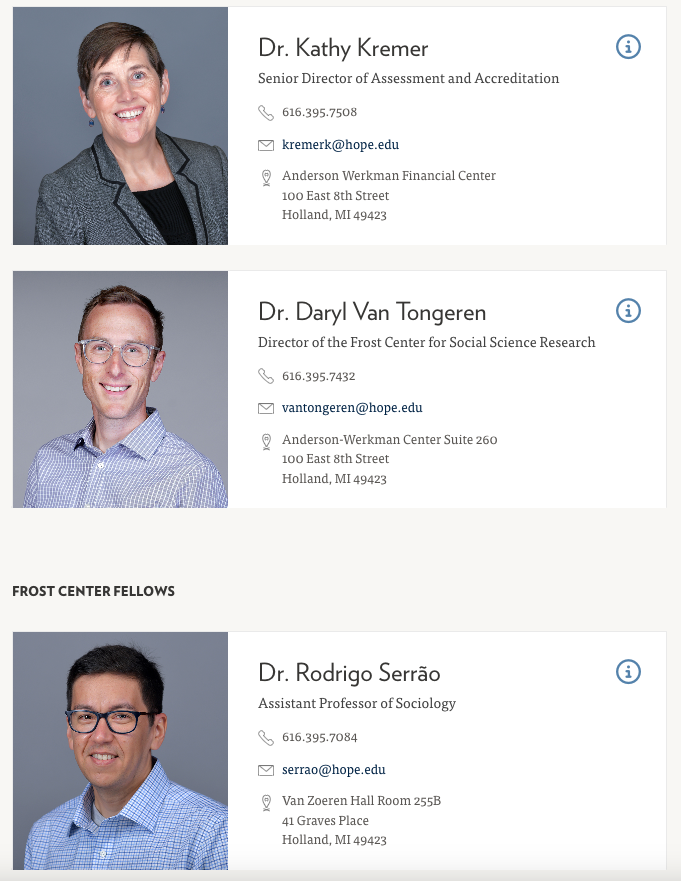 Dr. Kathy Kremer
Senior Director of Assessment and Accreditation
616.395.7508
kremerk@hope.edu
Anderson Werkman Financial Center
100 East 8th Street
Holland, MI 49423
Dr. Daryl Van Tongeren
Director of the Frost Center for Social Science Research
616.395.7432
vantongeren@hope.edu
Anderson-Werkman Center Suite 260
100 East 8th Street
Holland, MI 49423
FROST CENTER FELLOWS
Dr. Rodrigo Serrão
Assistant Professor of Sociology
616.395.7084
serrao@hope.edu
Van Zoeren Hall Room 255B
41 Graves Place
Holland, MI 49423